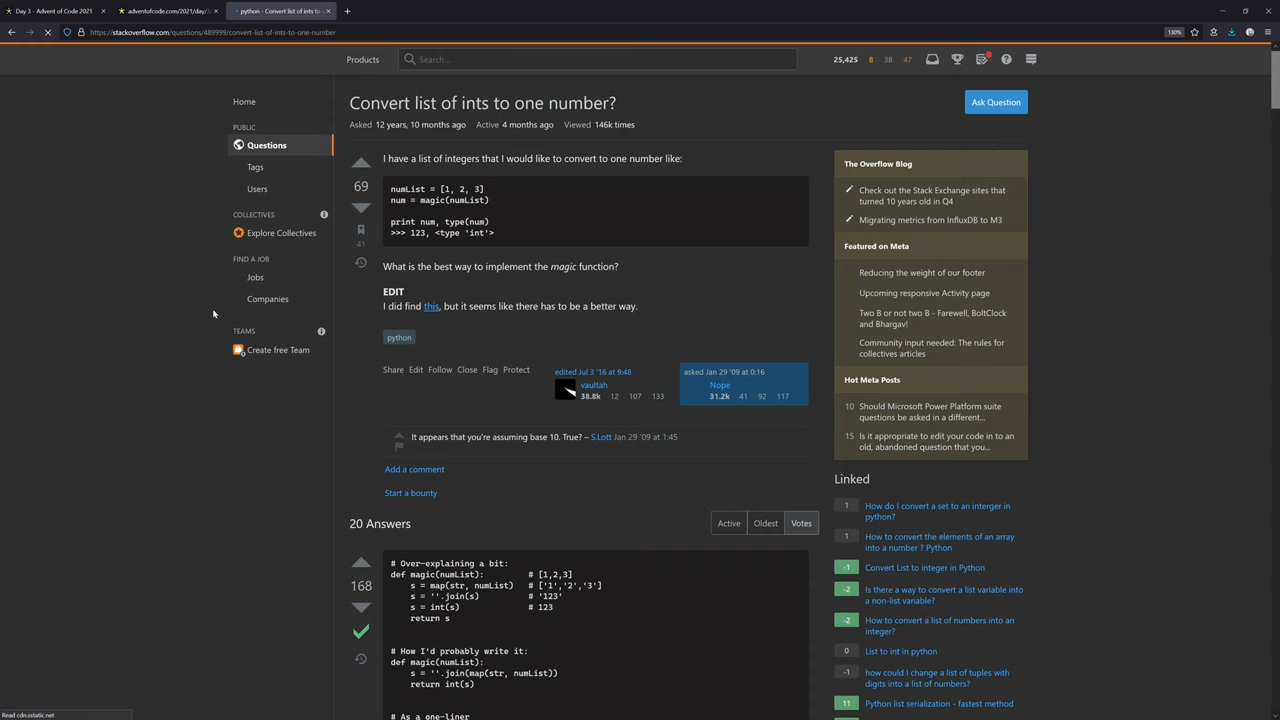 Day 3 - Advent of Code 2021
adventofcode.com/2021/day/3
python - Convert list of ints to
https://stackoverflow.com/questions/489999/convert-list-of-ints-to-one-number
130%
Products
Search...
25,425 8 38 47
Home
PUBLIC
Questions
Tags
Users
COLLECTIVES
Explore Collectives
FIND A JOB
Jobs
Companies
TEAMS
Create free Team
Convert list of ints to one number?
Ask Question
Asked 12 years, 10 months ago Active 4 months ago Viewed 146k times
69
41
I have a list of integers that I would like to convert to one number like:
numList = [1, 2, 3]
num = magic(numList)
print num, type(num)
>>> 123, <type 'int'>
What is the best way to implement the magic function?
EDIT
I did find this, but it seems like there has to be a better way.
python
Share Edit Follow Close Flag Protect
edited Jul 3 '16 at 9:48
vaultah
38.8k 12 107 133
asked Jan 29 '09 at 0:16
Nope
31.2k 41 92 117
It appears that you're assuming base 10. True? – S.Lott Jan 29 '09 at 1:45
Add a comment
Start a bounty
20 Answers
Active Oldest Votes
168
# Over-explaining a bit:
def magic(numList): # [1,2,3]
s = map(str, numList) # ['1','2','3']
s = ''.join(s) # '123'
s = int(s) # 123
return s
# How I'd probably write it:
def magic(numList):
s = ''.join(map(str, numList))
return int(s)
# As a one-liner
The Overflow Blog
Check out the Stack Exchange sites that
turned 10 years old in Q4
Migrating metrics from InfluxDB to M3
Featured on Meta
Reducing the weight of our footer
Upcoming responsive Activity page
Two B or not two B - Farewell, BoltClock
and Bhargav!
Community input needed: The rules for
collectives articles
Hot Meta Posts
10 Should Microsoft Power Platform suite
questions be asked in a different...
15 Is it appropriate to edit your code in to an
old, abandoned question that you...
Linked
1 How do I convert a set to an interger in
python?
1 How to convert the elements of an array
into a number ? Python
-1 Convert List to integer in Python
-2 Is there a way to convert a list variable into
a non-list variable?
-2 How to convert a list of numbers into an
integer?
0 List to int in python
-1 how could I change a list of tuples with
digits into a list of numbers?
11 Python list serialization - fastest method
Read cdn.sstatic.net